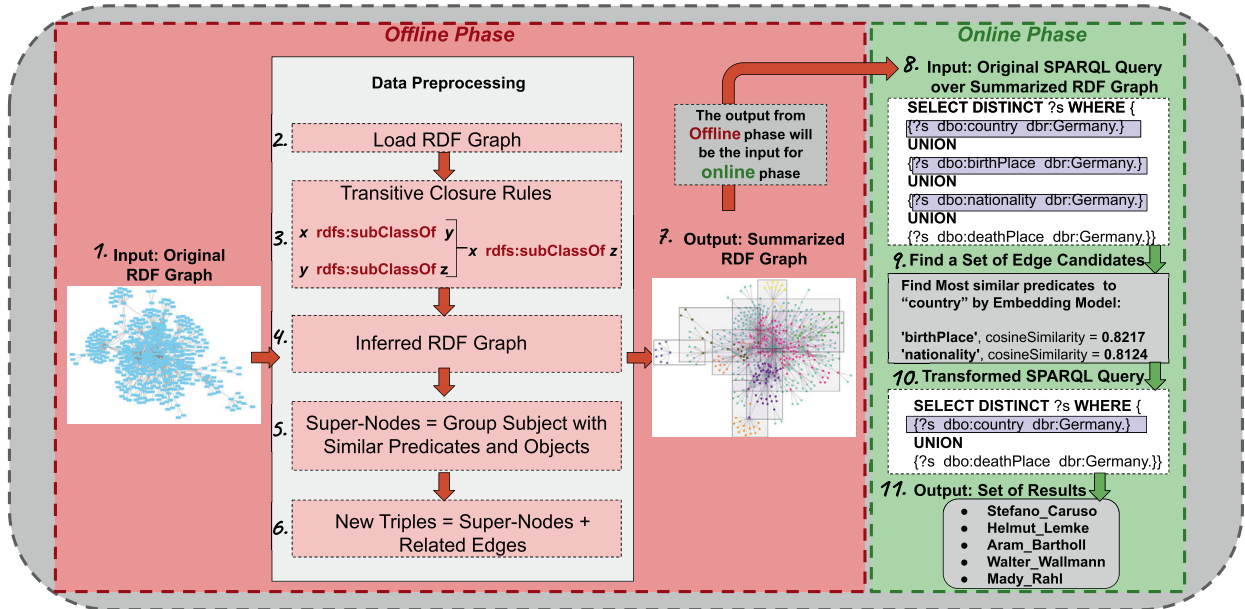 Offline Phase
Online Phase
1. Input: Original
RDF Graph
Data Preprocessing
2. Load RDF Graph
Transitive Closure Rules
3. x rdfs:subClassOf y
y rdfs:subClassOf z
x rdfs:subClassOf z
4. Inferred RDF Graph
5. Super-Nodes = Group Subject with
Similar Predicates and Objects
6. New Triples = Super-Nodes +
Related Edges
7. Output: Summarized
RDF Graph
The output from
Offline phase will
be the input for
online phase
8. Input: Original SPARQL Query
over Summarized RDF Graph
SELECT DISTINCT ?s WHERE {
{?s dbo:country dbr:Germany.}
UNION
{?s dbo:birthPlace dbr:Germany.}
UNION
{?s dbo:nationality dbr:Germany.}
UNION
{?s dbo:deathPlace dbr:Germany.}}
9. Find a Set of Edge Candidates
Find Most similar predicates to
“country” by Embedding Model:
'birthPlace', cosineSimilarity = 0.8217
'nationality', cosineSimilarity = 0.8124
10. Transformed SPARQL Query
SELECT DISTINCT ?s WHERE {
{?s dbo:country dbr:Germany.}
UNION
{?s dbo:deathPlace dbr:Germany.}}
11. Output: Set of Results
● Stefano_Caruso
● Helmut_Lemke
● Aram_Bartholl
● Walter_Wallmann
● Mady_Rahl